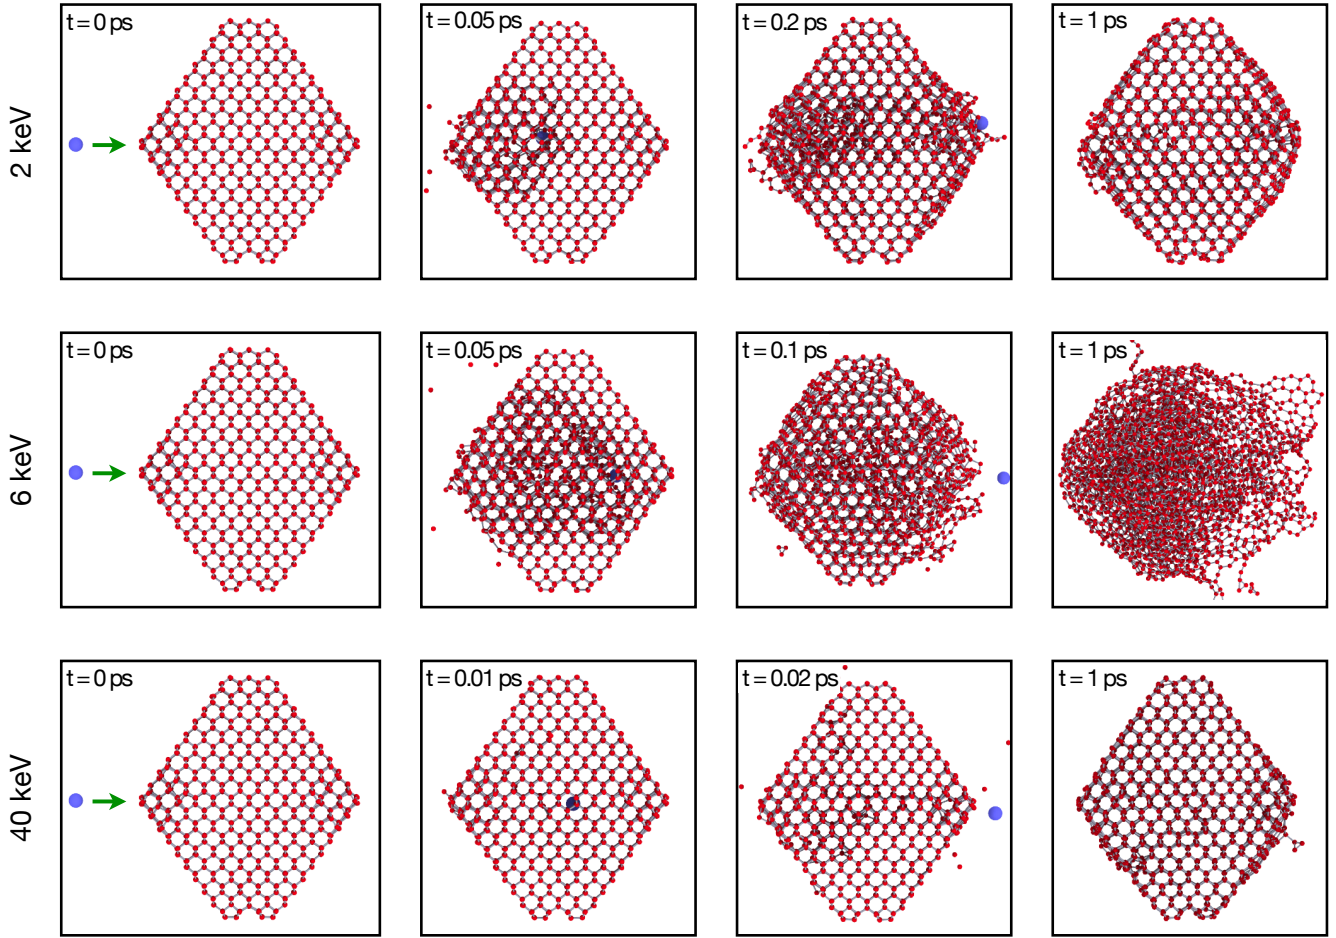 2 keV
t = 0 ps
t = 0.05 ps
t = 0.2 ps
t = 1 ps
6 keV
t = 0 ps
t = 0.05 ps
t = 0.1 ps
t = 1 ps
40 keV
t = 0 ps
t = 0.01 ps
t = 0.02 ps
t = 1 ps